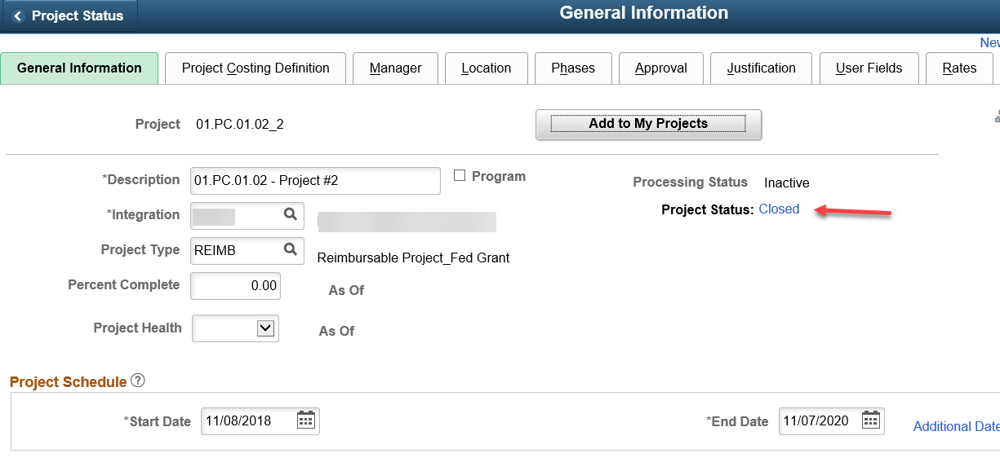 Project Status
General Information
New
General Information Project Costing Definition Manager Location Phases Approval Justification User Fields Rates
Project 01.PC.01.02_2 Add to My Projects
*Description 01.PC.01.02 - Project #2 Program Processing Status Inactive
*Integration Project Status: Closed
Project Type REIMB Reimbursable Project_Fed Grant
Percent Complete 0.00 As Of
Project Health As Of
Project Schedule ?
*Start Date 11/08/2018 *End Date 11/07/2020 Additional Date